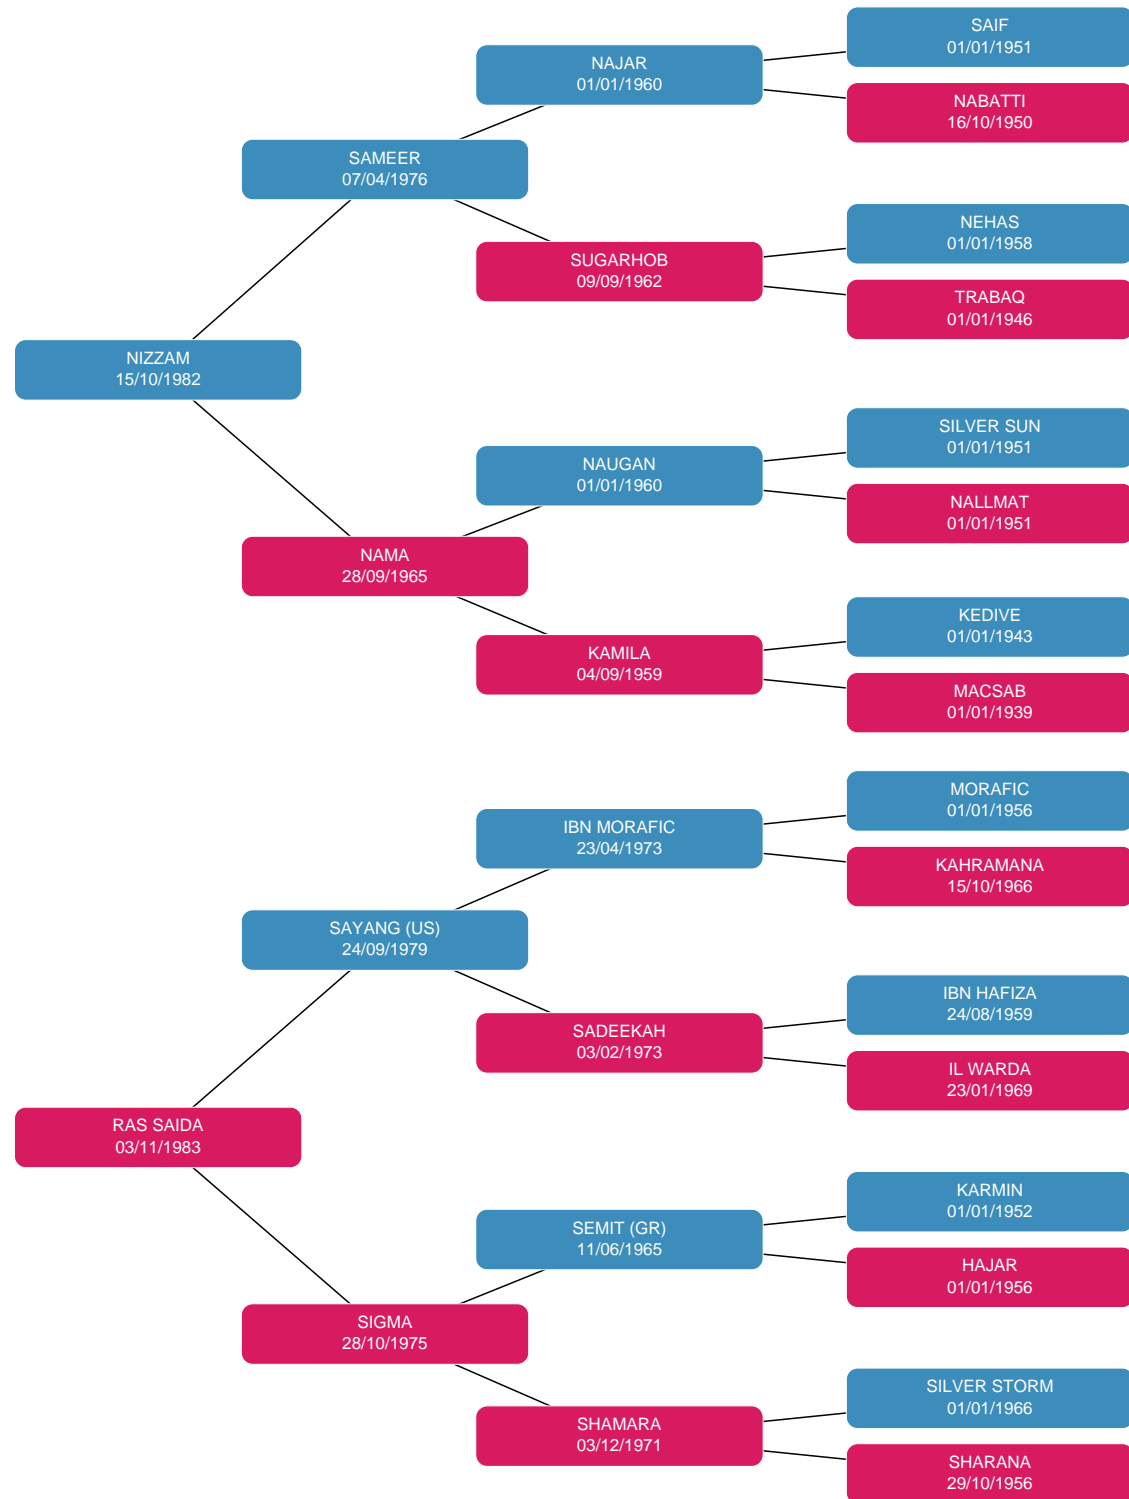 SAIF
01/01/1951
NAJAR
01/01/1960
NABATTI
16/10/1950
SAMEER
07/04/1976
NEHAS
01/01/1958
SUGARHOB
09/09/1962
TRABAQ
01/01/1946
NIZZAM
15/10/1982
SILVER SUN
01/01/1951
NAUGAN
01/01/1960
NALLMAT
01/01/1951
NAMA
28/09/1965
KEDIVE
01/01/1943
KAMILA
04/09/1959
MACSAB
01/01/1939
MORAFIC
01/01/1956
IBN MORAFIC
23/04/1973
KAHRAMANA
15/10/1966
SAYANG (US)
24/09/1979
IBN HAFIZA
24/08/1959
SADEEKAH
03/02/1973
IL WARDA
23/01/1969
RAS SAIDA
03/11/1983
KARMIN
01/01/1952
SEMIT (GR)
11/06/1965
HAJAR
01/01/1956
SIGMA
28/10/1975
SILVER STORM
01/01/1966
SHAMARA
03/12/1971
SHARANA
29/10/1956